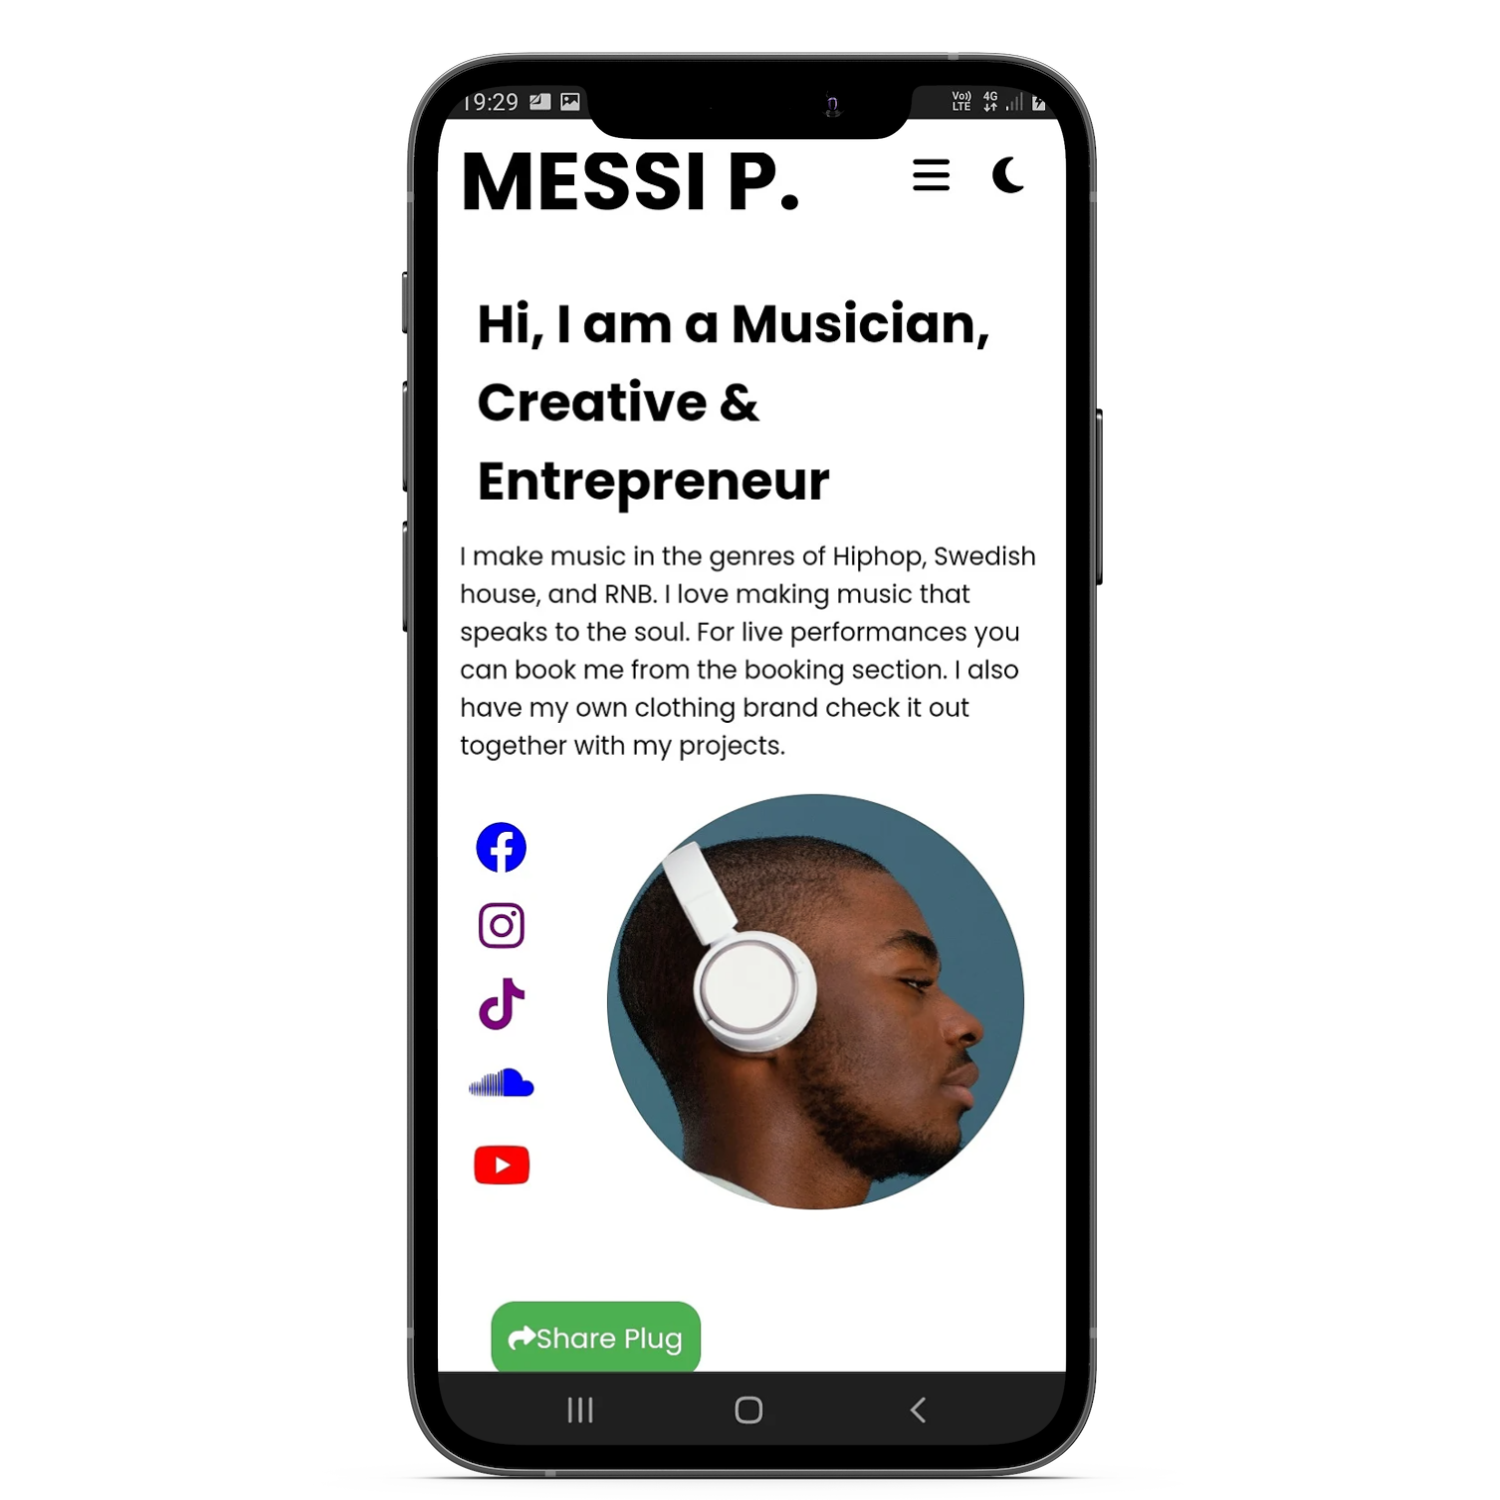 19:29
Vo)) LTE 4G
MESSI P.
Hi, I am a Musician,
Creative &
Entrepreneur
I make music in the genres of Hiphop, Swedish
house, and RNB. I love making music that
speaks to the soul. For live performances you
can book me from the booking section. I also
have my own clothing brand check it out
together with my projects.
Share Plug